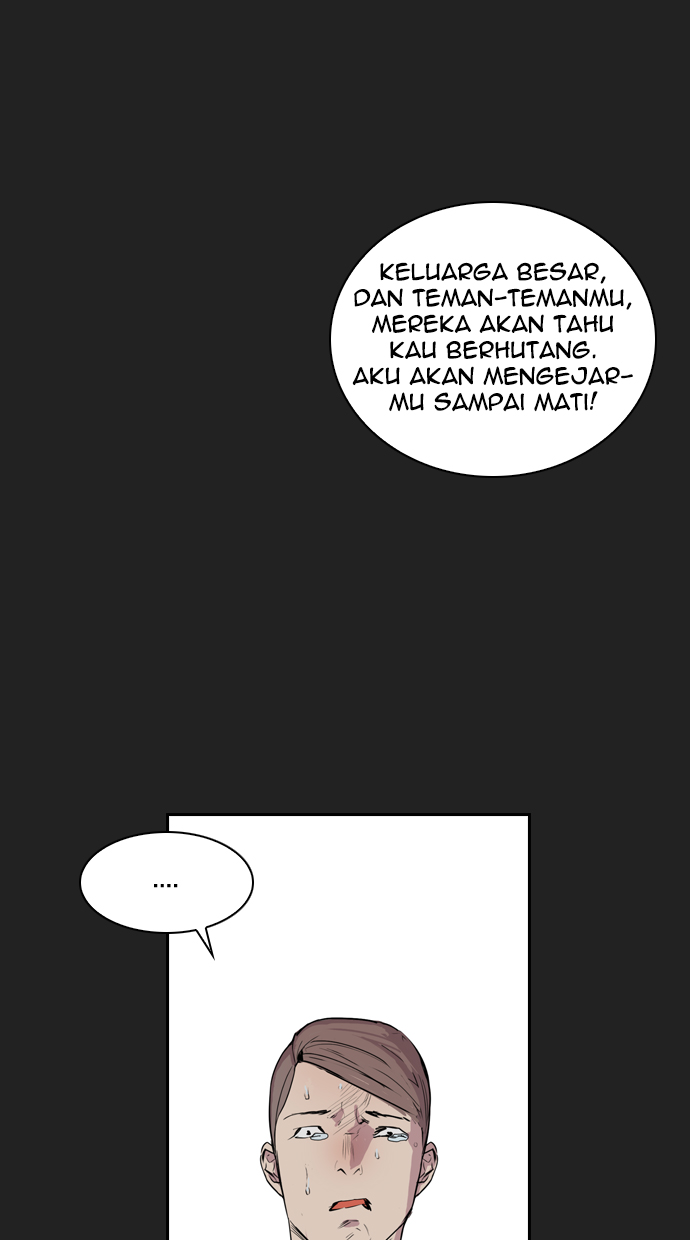 KELUARGA BESAR,
DAN TEMAN-TEMANMU,
MEREKA AKAN TAHU
KAU BERHUTANG.
AKU AKAN MENGEJAR-
MU SAMPAI MATI!
....